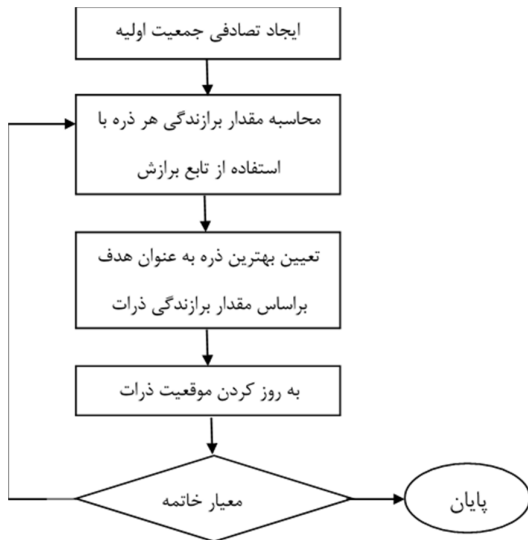 ایجاد تصادفی جمعیت اولیه
محاسبه مقدار برازندگی هر ذره با
استفاده از تابع برازش
تعیین بهترین ذره به عنوان هدف
براساس مقدار برازندگی ذرات
به روز کردن موقعیت ذرات
معیار خاتمه
پایان